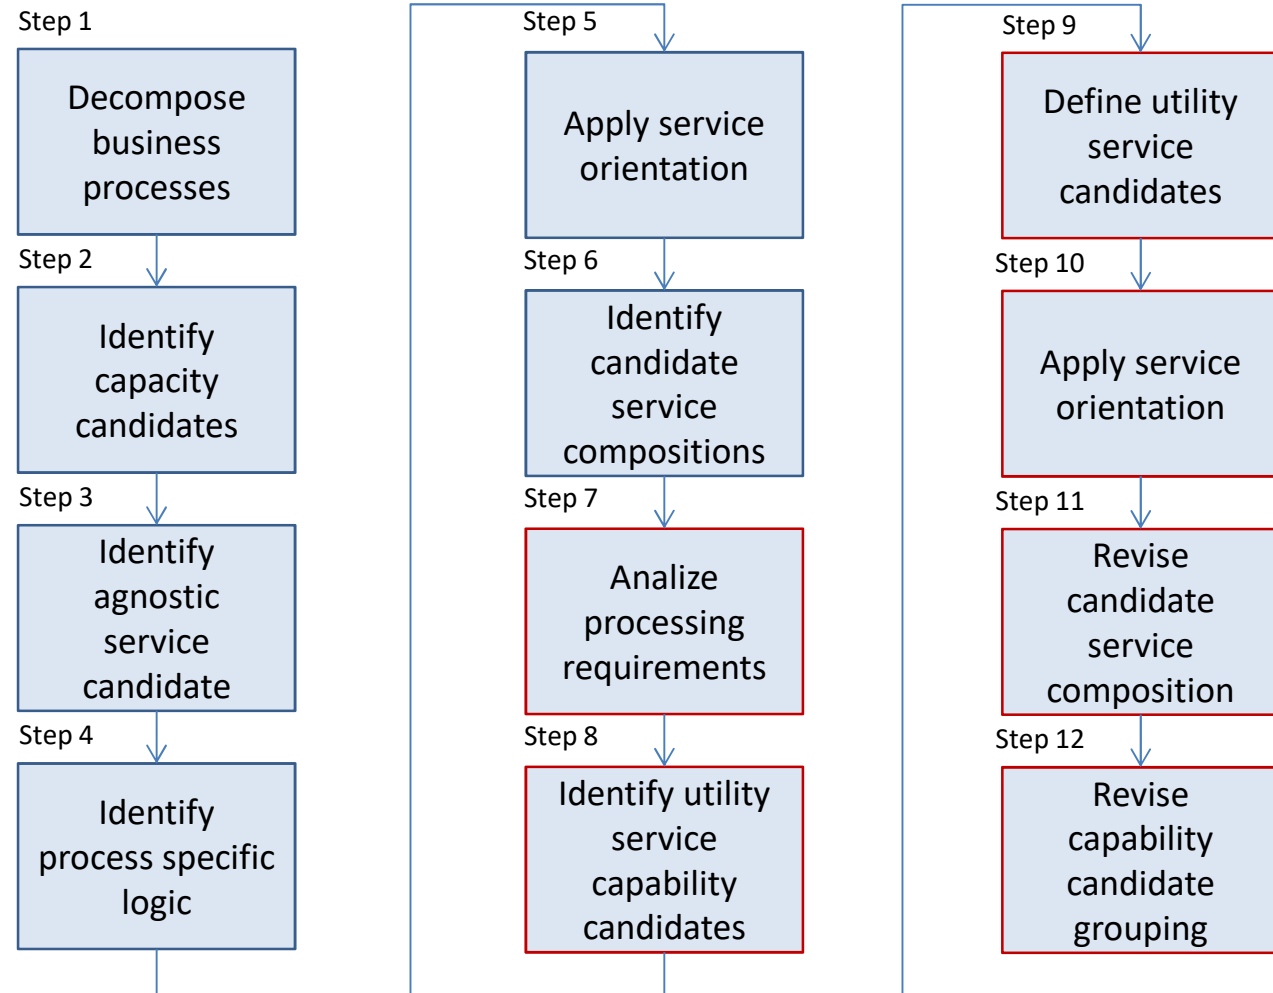 Step 1
Decompose
business
processes
Step 2
Identify
capacity
candidates
Step 3
Identify
agnostic
service
candidate
Step 4
Identify
process specific
logic
Step 5
Apply service
orientation
Step 6
Identify
candidate
service
compositions
Step 7
Analize
processing
requirements
Step 8
Identify utility
service
capability
candidates
Step 9
Define utility
service
candidates
Step 10
Apply service
orientation
Step 11
Revise
candidate
service
composition
Step 12
Revise
capability
candidate
grouping